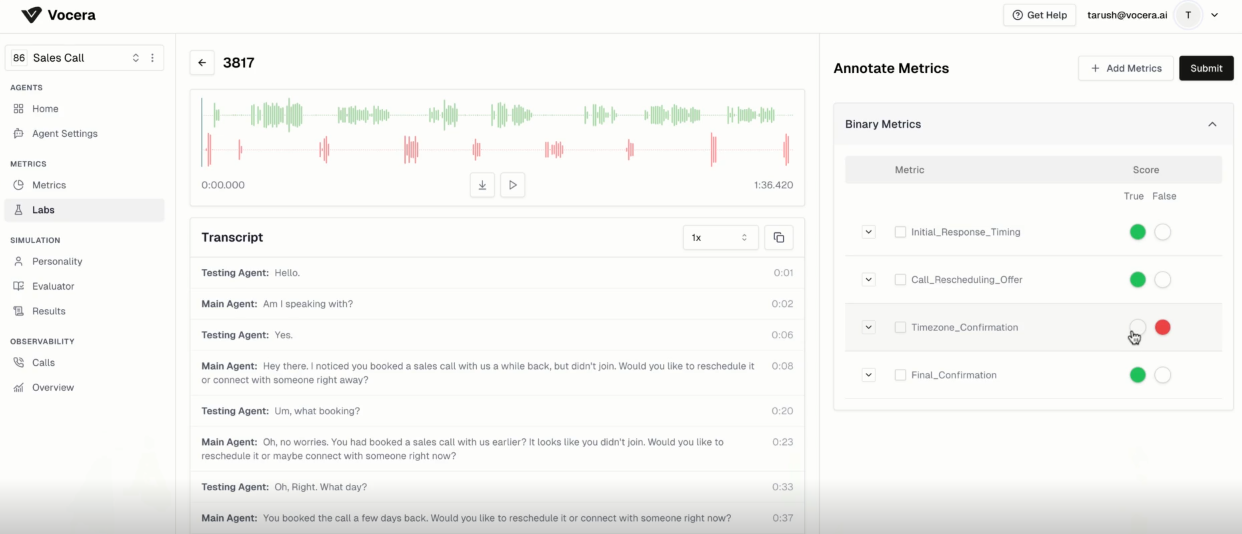 Vocera
Get Help
tarush@vocera.ai
T
86 Sales Call
AGENTS
Home
Agent Settings
METRICS
Metrics
Labs
SIMULATION
Personality
Evaluator
Results
OBSERVABILITY
Calls
Overview
3817
0:00.000
1:36.420
Transcript
1x
Testing Agent: Hello. 0:01
Main Agent: Am I speaking with? 0:02
Testing Agent: Yes. 0:06
Main Agent: Hey there. I noticed you booked a sales call with us a while back, but didn't join. Would you like to reschedule it 0:08
or connect with someone right away?
Testing Agent: Um, what booking? 0:20
Main Agent: Oh, no worries. You had booked a sales call with us earlier? It looks like you didn't join. Would you like to 0:23
reschedule it or maybe connect with someone right now?
Testing Agent: Oh, Right. What day? 0:33
Main Agent: You booked the call a few days back. Would you like to reschedule it or connect with someone right now? 0:37
Annotate Metrics
+ Add Metrics
Submit
Binary Metrics
Metric Score
True False
Initial_Response_Timing
Call_Rescheduling_Offer
Timezone_Confirmation
Final_Confirmation